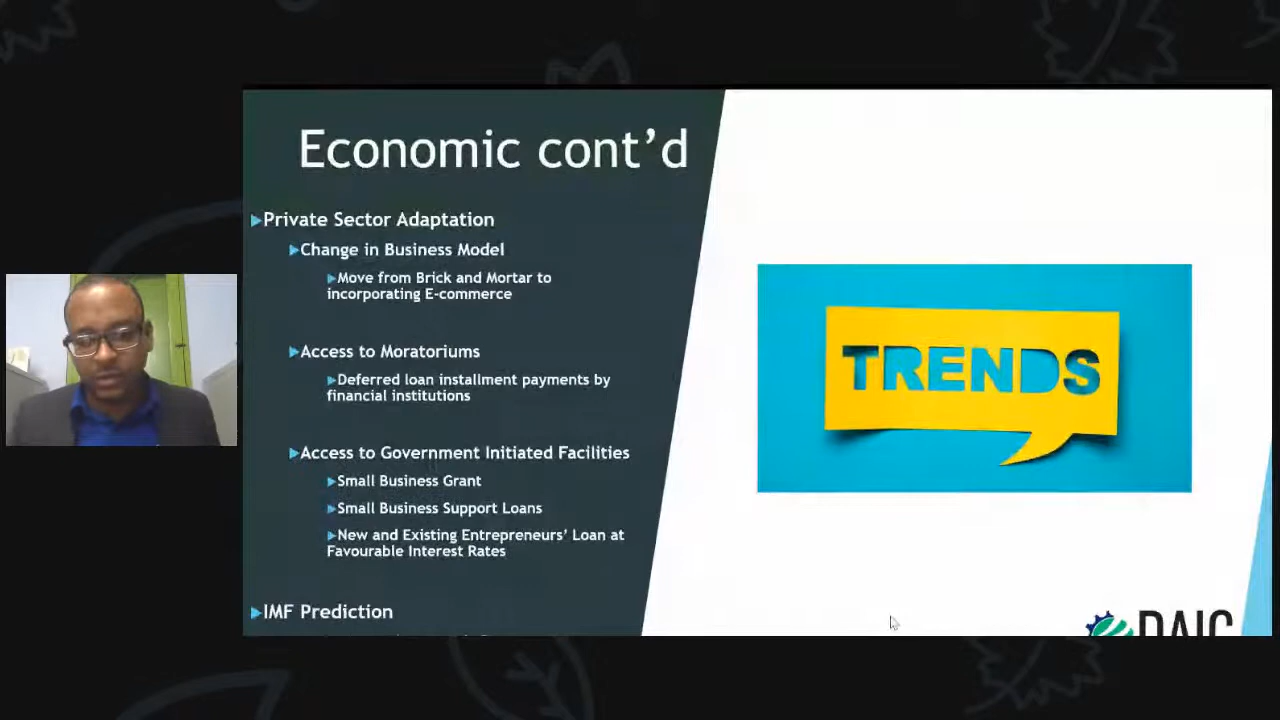 Economic cont’d
Private Sector Adaptation
Change in Business Model
Move from Brick and Mortar to
incorporating E-commerce
Access to Moratoriums
Deferred loan installment payments by
financial institutions
Access to Government Initiated Facilities
Small Business Grant
Small Business Support Loans
New and Existing Entrepreneurs’ Loan at
Favourable Interest Rates
IMF Prediction
TRENDS
DAIC